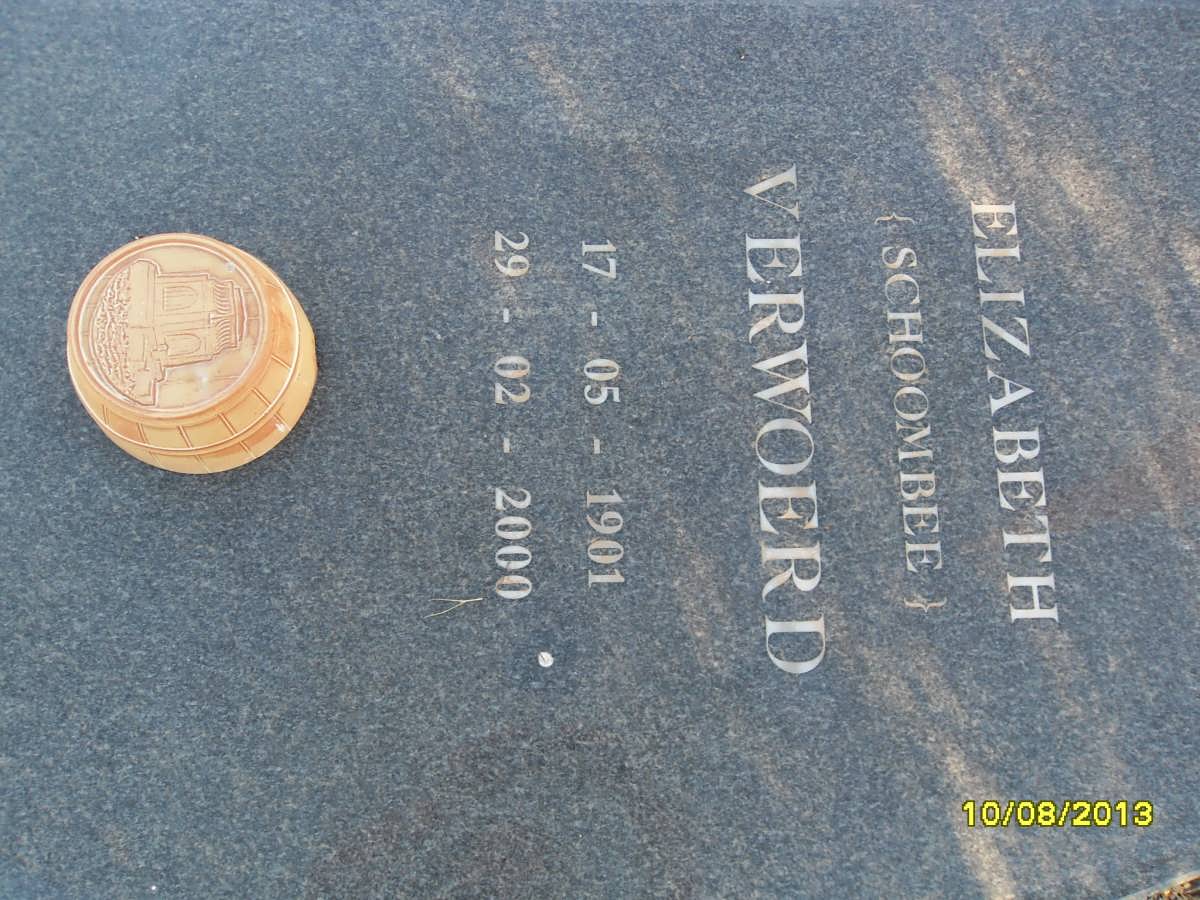 ELIZABETH
{ SCHOOMBEE }
VERWOERD
17 - 05 - 1901
29 - 02 - 2000
10/08/2013